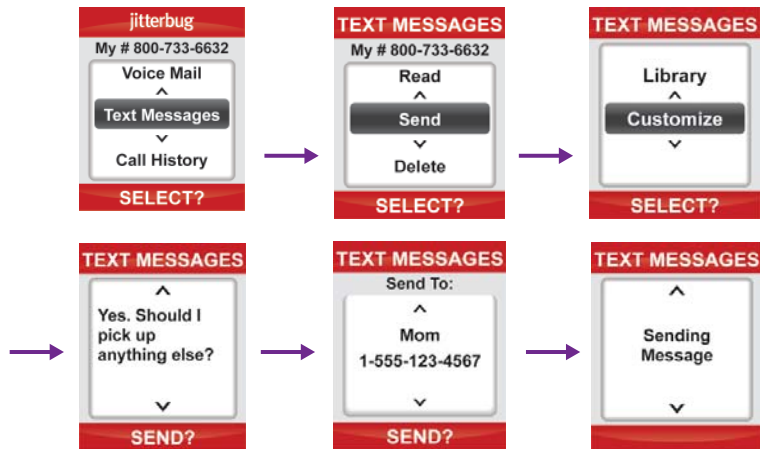 jitterbug
My # 800-733-6632
Voice Mail
Text Messages
Call History
SELECT?
TEXT MESSAGES
My # 800-733-6632
Read
Send
Delete
SELECT?
TEXT MESSAGES
Library
Customize
SELECT?
TEXT MESSAGES
Yes. Should I
pick up
anything else?
SEND?
TEXT MESSAGES
Send To:
Mom
1-555-123-4567
SEND?
TEXT MESSAGES
Sending
Message